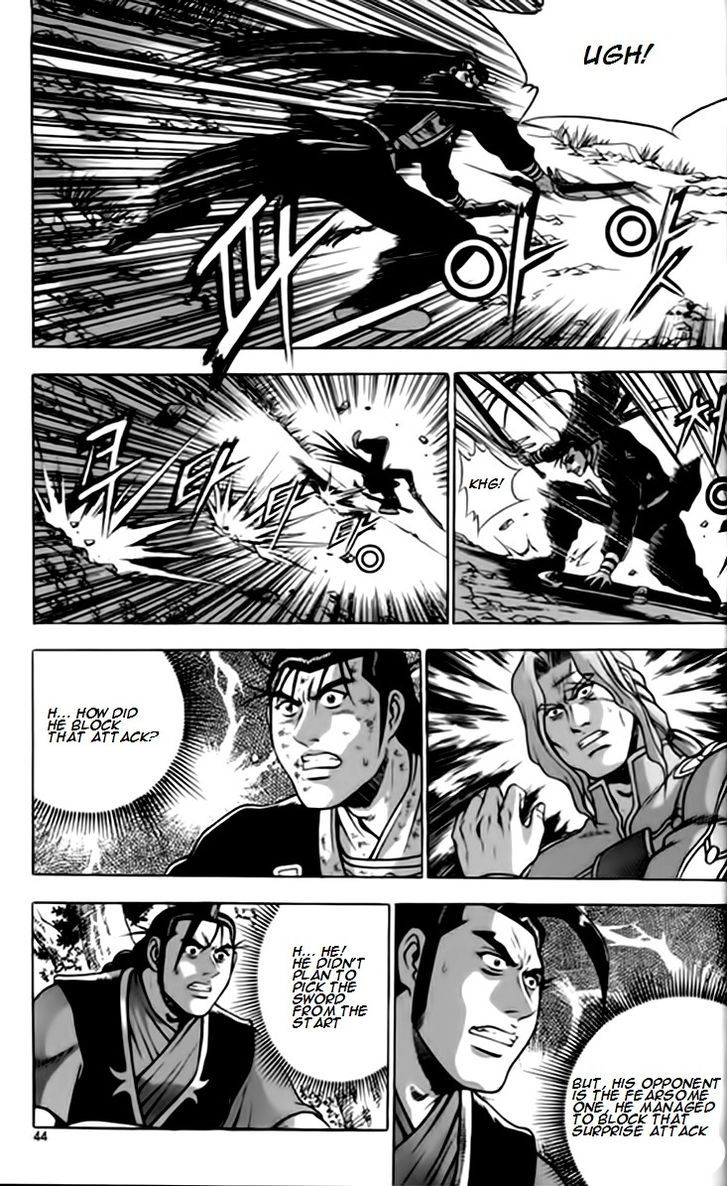 UGH!
파아앗
크
타
타
타
KHG!
H... HOW DID
HE BLOCK
THAT ATTACK?
H... HE!
HE DIDN'T
PLAN TO
PICK THE
SWORD
FROM THE
START
BUT, HIS OPPONENT
IS THE FEARSOME
ONE, HE MANAGED
TO BLOCK THAT
SURPRISE ATTACK
44